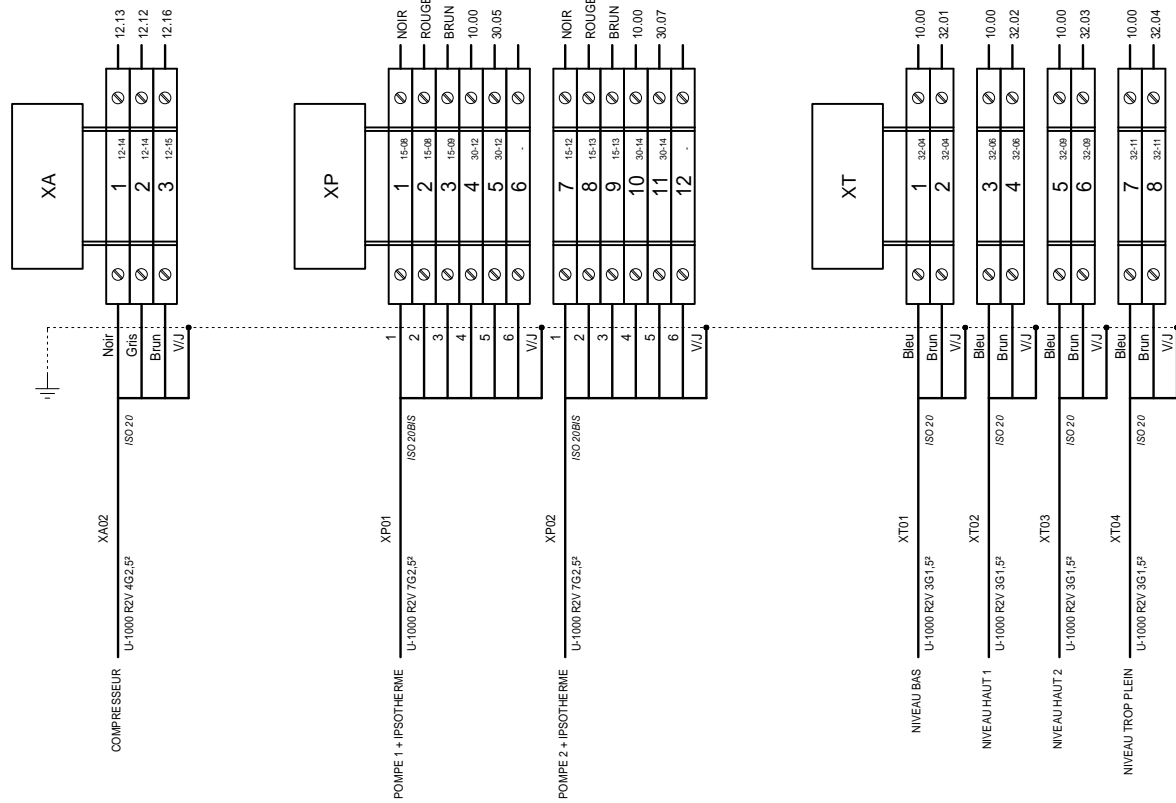 XA
12.13
12.12
12.16
12-14
12-14
12-15
1
2
3
Noir
Gris
Brun
V/J
ISO 20
XA02
U-1000 R2V 4G2,5²
COMPRESSEUR
XP
NOIR
ROUGE
BRUN
10.00
30.05
15-08
15-08
15-09
30-12
30-12
-
1
2
3
4
5
6
1
2
3
4
5
6
V/J
ISO 20BIS
XP01
U-1000 R2V 7G2,5²
POMPE 1 + IPSOTHERME
NOIR
ROUGE
BRUN
10.00
30.07
15-12
15-13
15-13
30-14
30-14
-
7
8
9
10
11
12
1
2
3
4
5
6
V/J
ISO 20BIS
XP02
U-1000 R2V 7G2,5²
POMPE 2 + IPSOTHERME
XT
10.00
32.01
32-04
32-04
1
2
Bleu
Brun
V/J
ISO 20
XT01
U-1000 R2V 3G1,5²
NIVEAU BAS
10.00
32.02
32-06
32-06
3
4
Bleu
Brun
V/J
ISO 20
XT02
U-1000 R2V 3G1,5²
NIVEAU HAUT 1
10.00
32.03
32-09
32-09
5
6
Bleu
Brun
V/J
ISO 20
XT03
U-1000 R2V 3G1,5²
NIVEAU HAUT 2
10.00
32.04
32-11
32-11
7
8
Bleu
Brun
V/J
ISO 20
XT04
U-1000 R2V 3G1,5²
NIVEAU TROP PLEIN